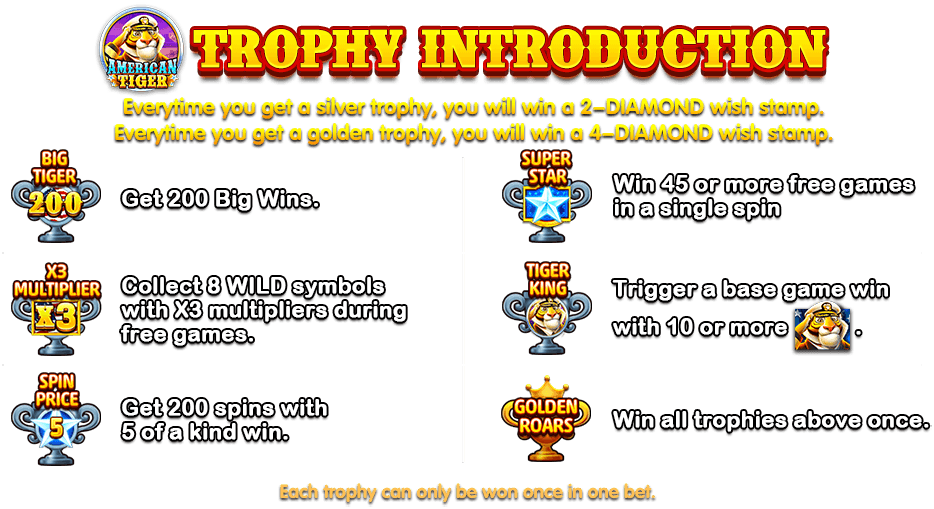 AMERICAN
TIGER
TROPHY INTRODUCTION
Everytime you get a silver trophy, you will win a 2-DIAMOND wish stamp.
Everytime you get a golden trophy, you will win a 4-DIAMOND wish stamp.
BIG
TIGER
200
Get 200 Big Wins.
X3
MULTIPLIER
X3
Collect 8 WILD symbols
with X3 multipliers during
free games.
SPIN
PRICE
5
Get 200 spins with
5 of a kind win.
SUPER
STAR
Win 45 or more free games
in a single spin
TIGER
KING
Trigger a base game win
with 10 or more .
GOLDEN
ROARS
Win all trophies above once.
Each trophy can only be won once in one bet.